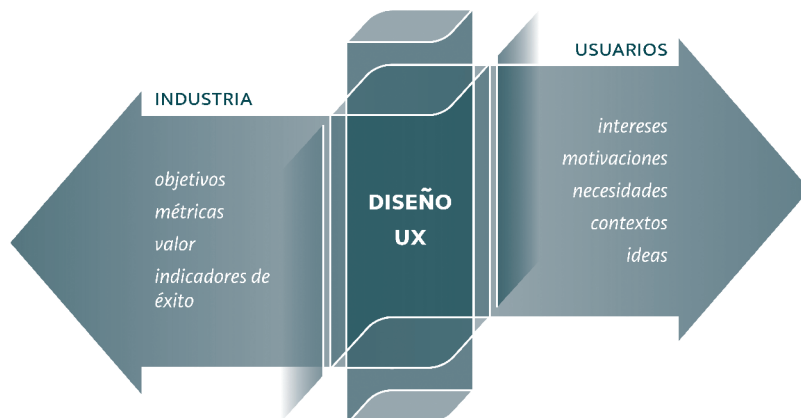 INDUSTRIA
objetivos
métricas
valor
indicadores de
éxito
DISEÑO
UX
USUARIOS
intereses
motivaciones
necesidades
contextos
ideas